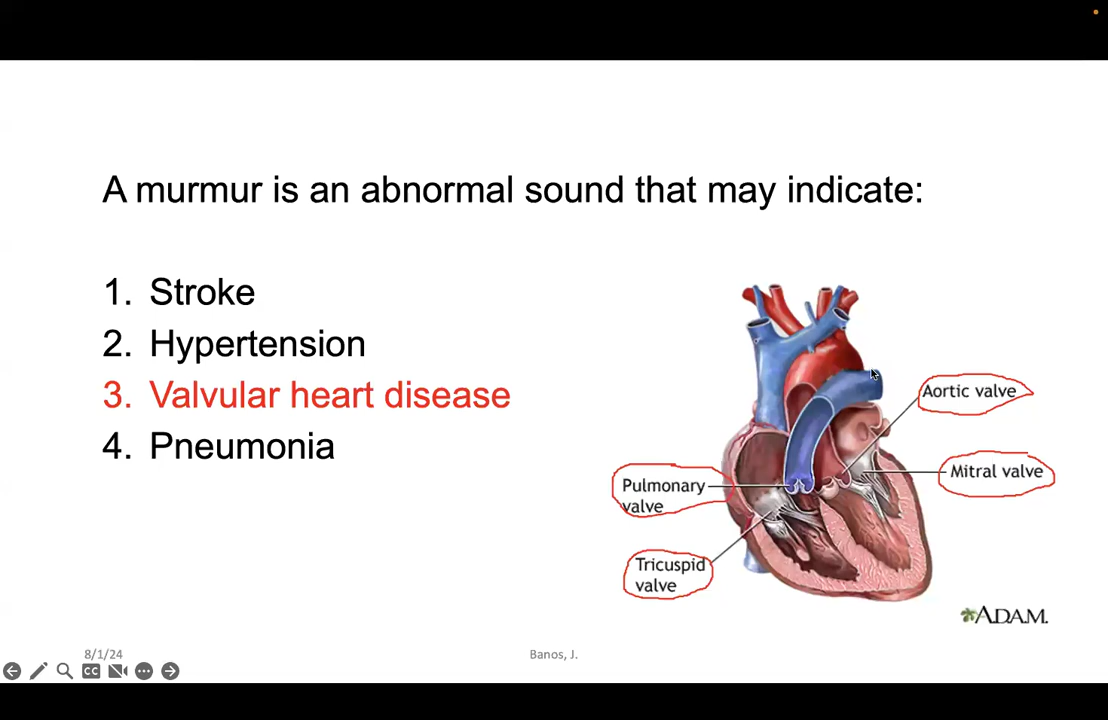 A murmur is an abnormal sound that may indicate:
1. Stroke
2. Hypertension
3. Valvular heart disease
4. Pneumonia
Aortic valve
Mitral valve
Pulmonary
valve
Tricuspid
valve
A.D.A.M.
8/1/24
Banos, J.
CC